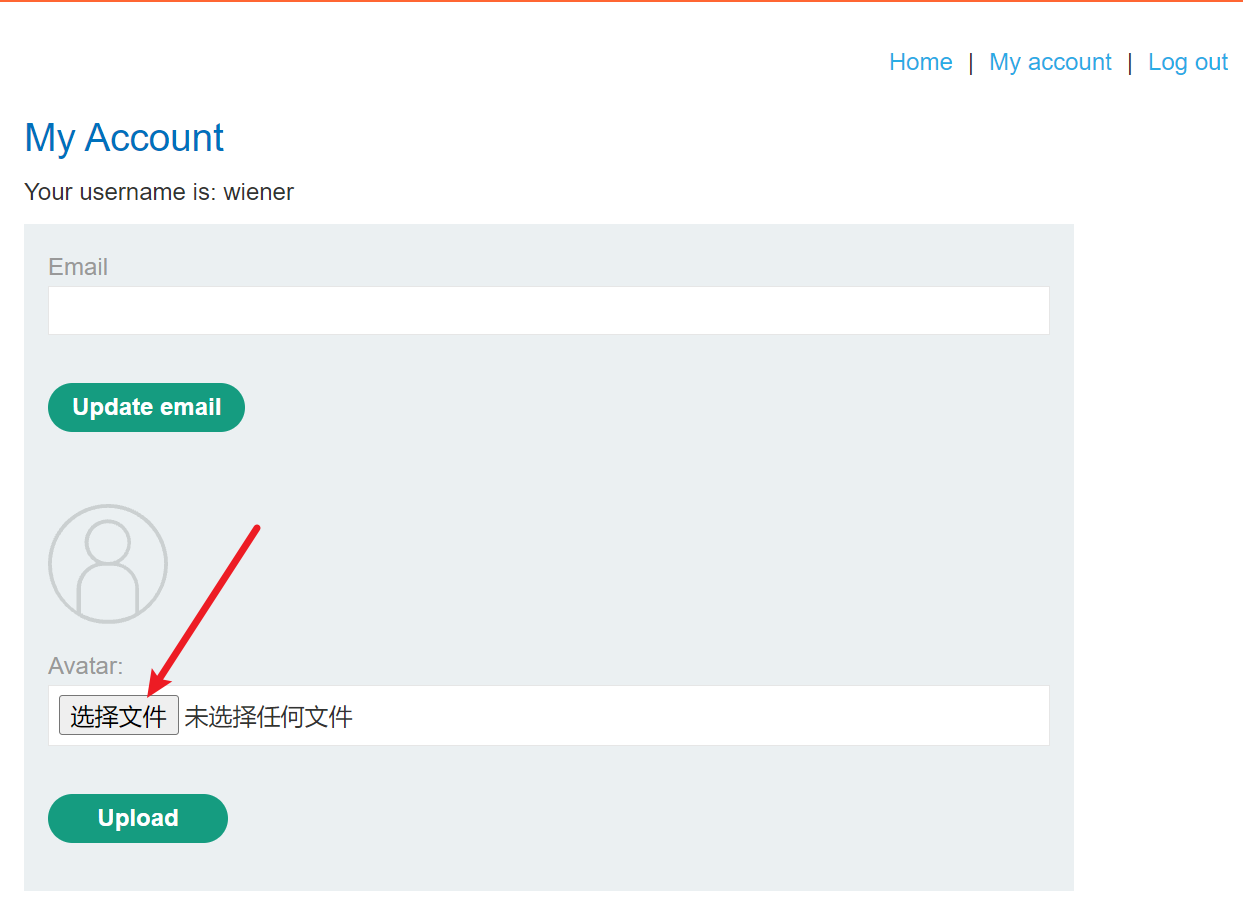 Home | My account | Log out
My Account
Your username is: wiener
Email
Update email
Avatar:
选择文件 未选择任何文件
Upload